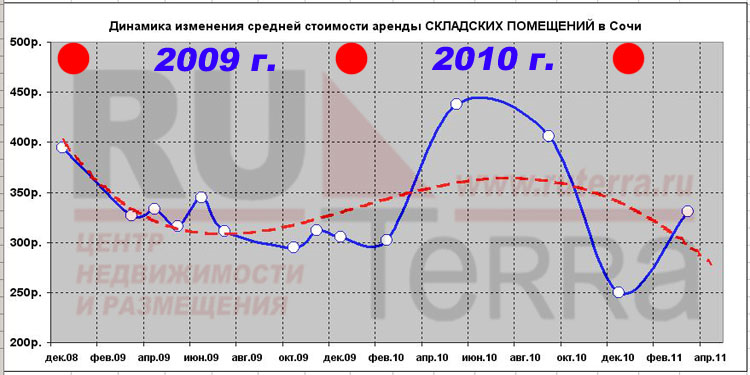 Динамика изменения средней стоимости аренды СКЛАДСКИХ ПОМЕЩЕНИЙ в Сочи
500р.
2009 г.
2010 г.
450р.
400р.
350р.
300р.
250р.
200р.
RU
www.ruterra.ru
Terra
ЦЕНТР
НЕДВИЖИМОСТИ
И РАЗМЕЩЕНИЯ
дек.08 фев.09 апр.09 июн.09 авг.09 окт.09 дек.09 фев.10 апр.10 июн.10 авг.10 окт.10 дек.10 фев.11 апр.11